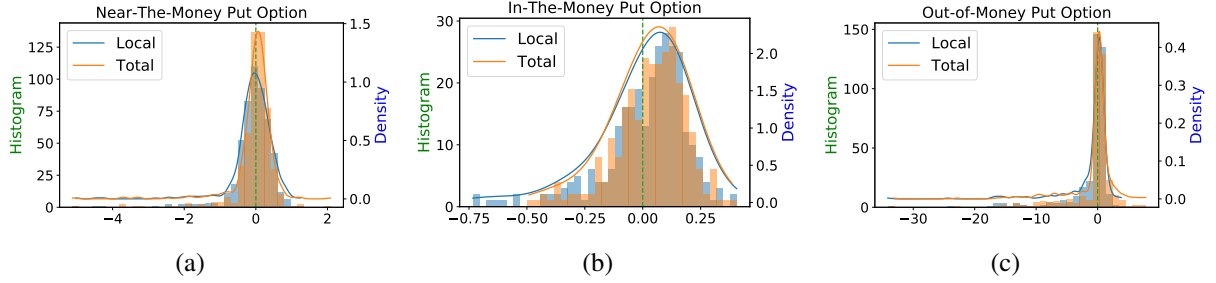 Near-The-Money Put Option
Local
Total
Histogram
Density
0
25
50
75
100
125
0.0
0.5
1.0
1.5
−4
−2
0
2
(a)
In-The-Money Put Option
Local
Total
Histogram
Density
0
10
20
30
0.0
0.5
1.0
1.5
2.0
−0.75
−0.50
−0.25
0.00
0.25
(b)
Out-of-Money Put Option
Local
Total
Histogram
Density
0
50
100
150
0.0
0.1
0.2
0.3
0.4
−30
−20
−10
0
(c)